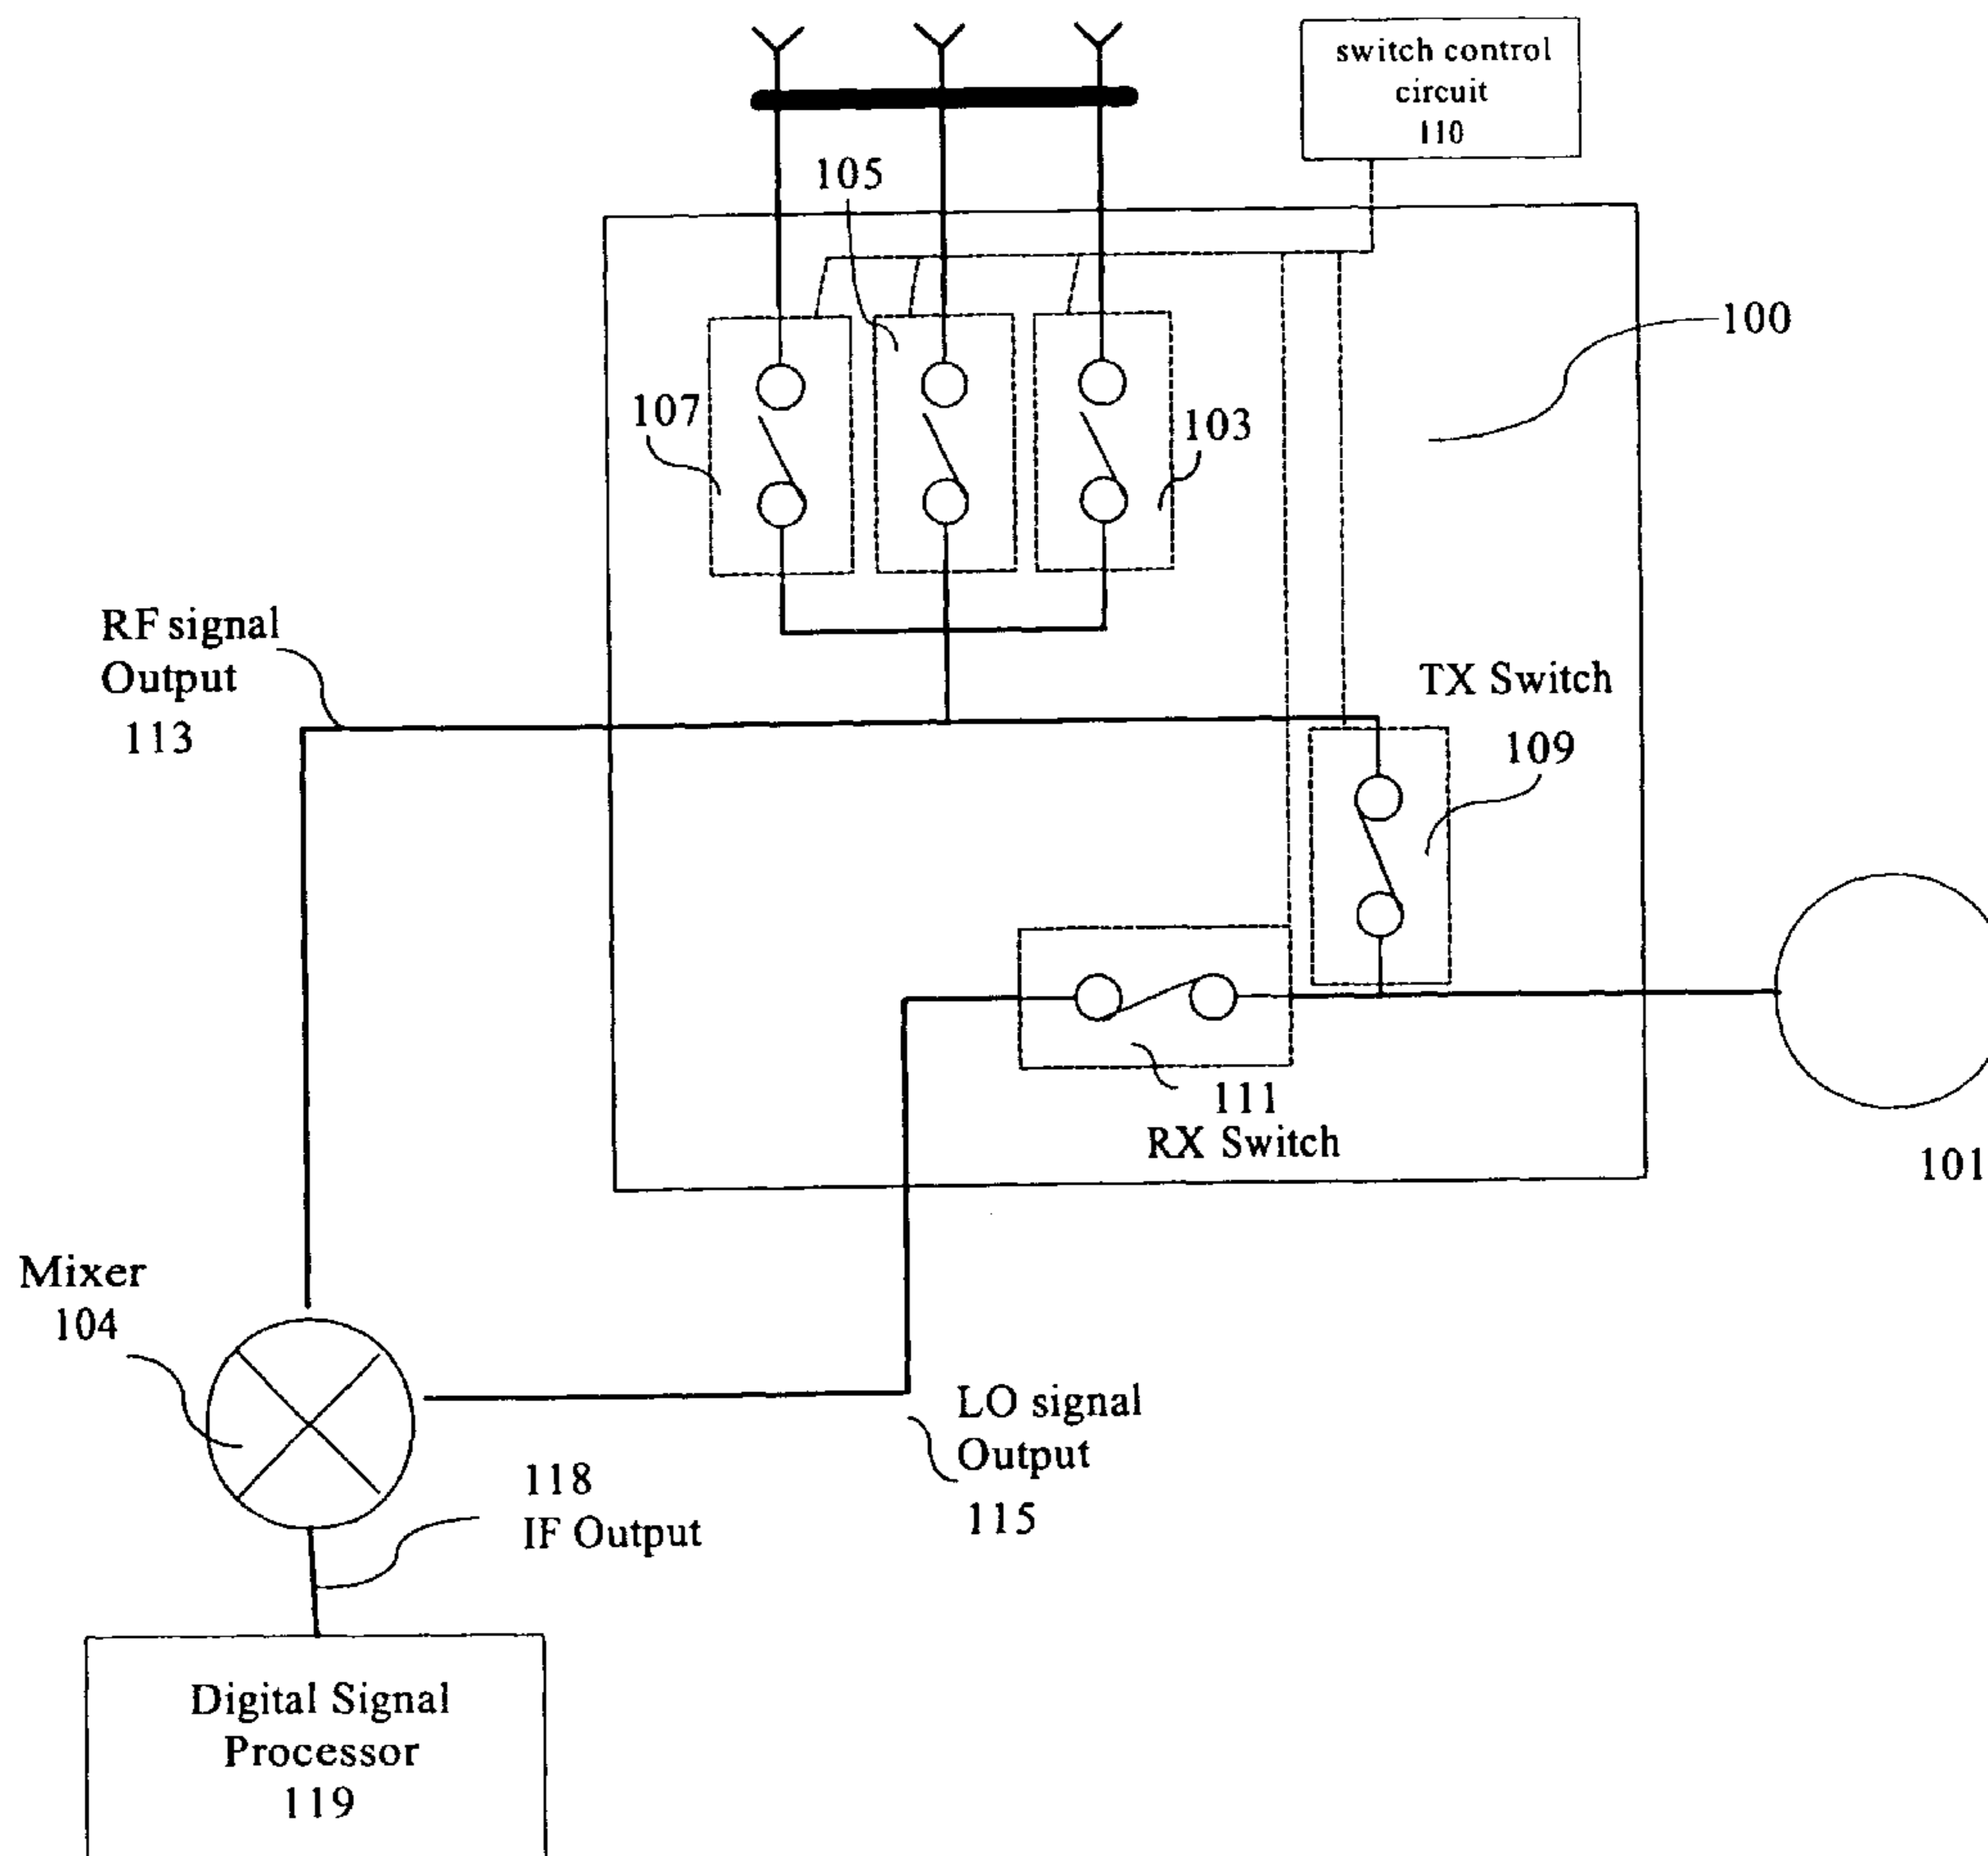 switch control
circuit
110
105
100
107
103
RF signal
Output
113
TX Switch
109
111
RX Switch
101
Mixer
104
LO signal
Output
115
118
IF Output
Digital Signal
Processor
119